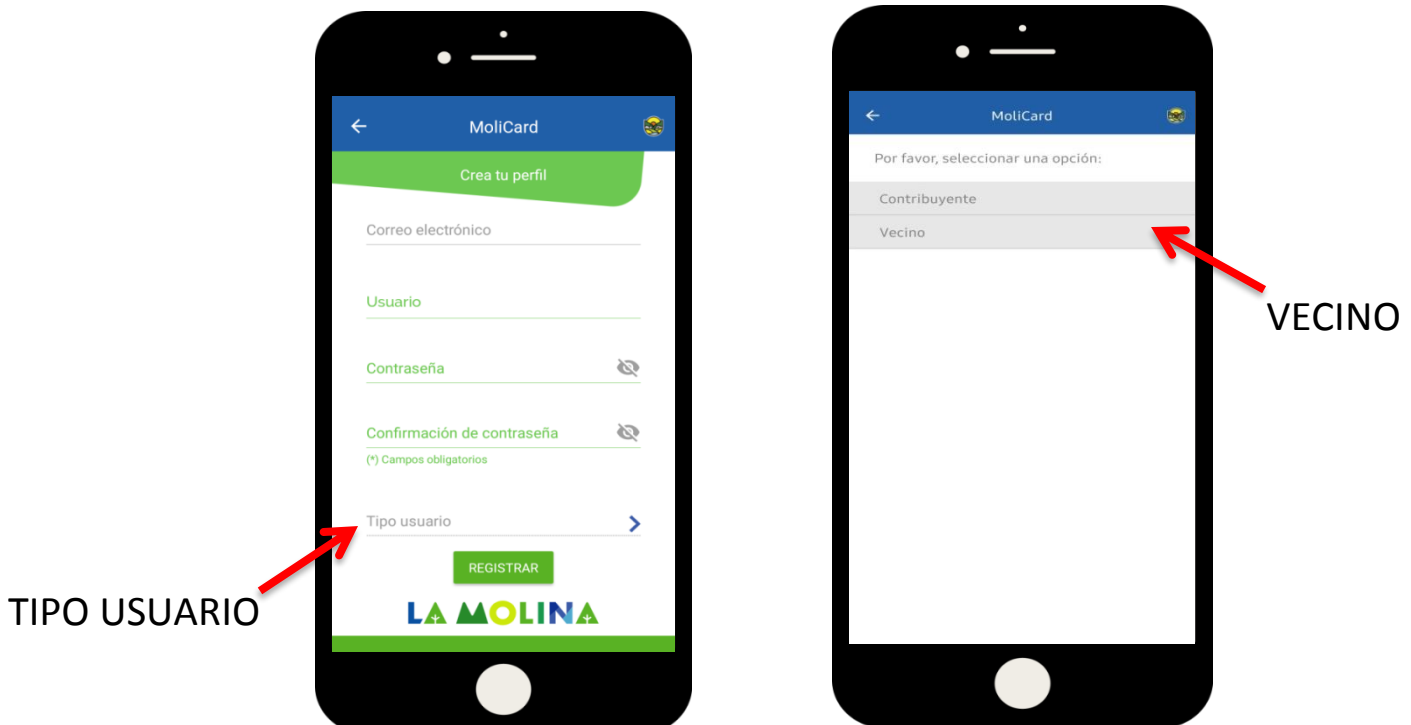 MoliCard
Crea tu perfil
Correo electrónico
Usuario
Contraseña
Confirmación de contraseña
(*) Campos obligatorios
Tipo usuario
REGISTRAR
LA MOLINA
TIPO USUARIO
MoliCard
Por favor, seleccionar una opción:
Contribuyente
Vecino
VECINO